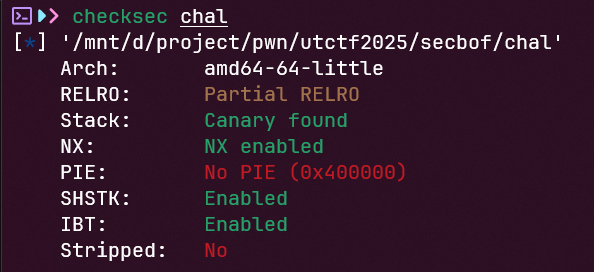 checksec chal
[*] '/mnt/d/project/pwn/utctf2025/secbof/chal'
Arch: amd64-64-little
RELRO: Partial RELRO
Stack: Canary found
NX: NX enabled
PIE: No PIE (0x400000)
SHSTK: Enabled
IBT: Enabled
Stripped: No